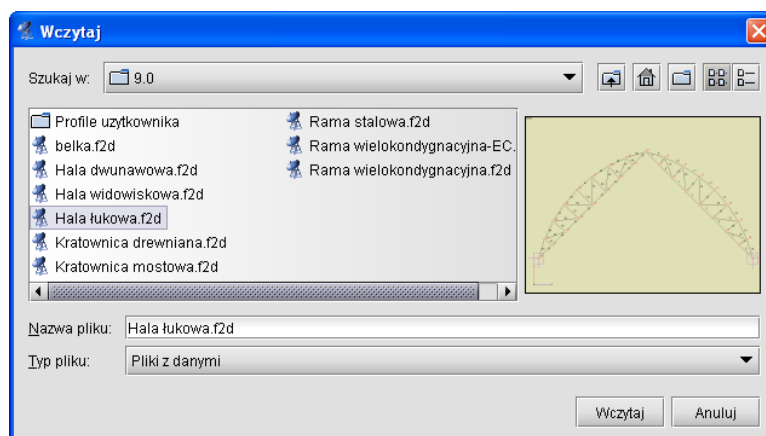 Wczytaj
Szukaj w: 9.0
Profile uzytkownika
belka.f2d
Hala dwunawowa.f2d
Hala widowiskowa.f2d
Hala łukowa.f2d
Kratownica drewniana.f2d
Kratownica mostowa.f2d
Rama stalowa.f2d
Rama wielokondygnacyjna-EC.
Rama wielokondygnacyjna.f2d
Nazwa pliku: Hala łukowa.f2d
Typ pliku: Pliki z danymi
Wczytaj Anuluj